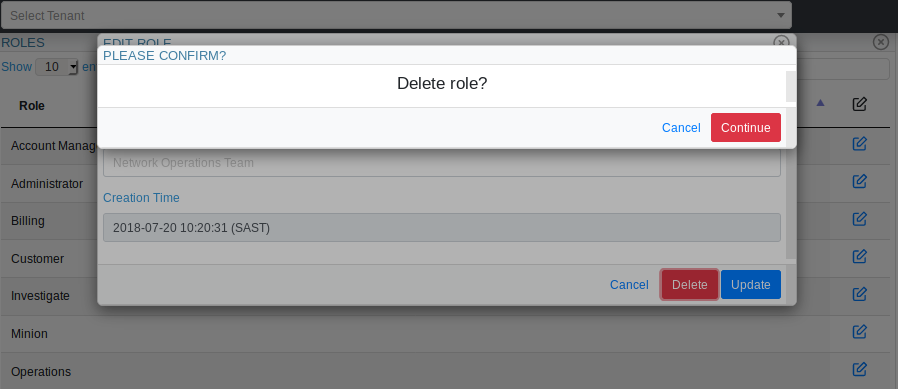 Select Tenant
ROLES
EDIT ROLE
PLEASE CONFIRM?
Show 10 en
Delete role?
Role
Cancel Continue
Account Manage
Network Operations Team
Administrator
Creation Time
Billing
2018-07-20 10:20:31 (SAST)
Customer
Investigate
Cancel Delete Update
Minion
Operations